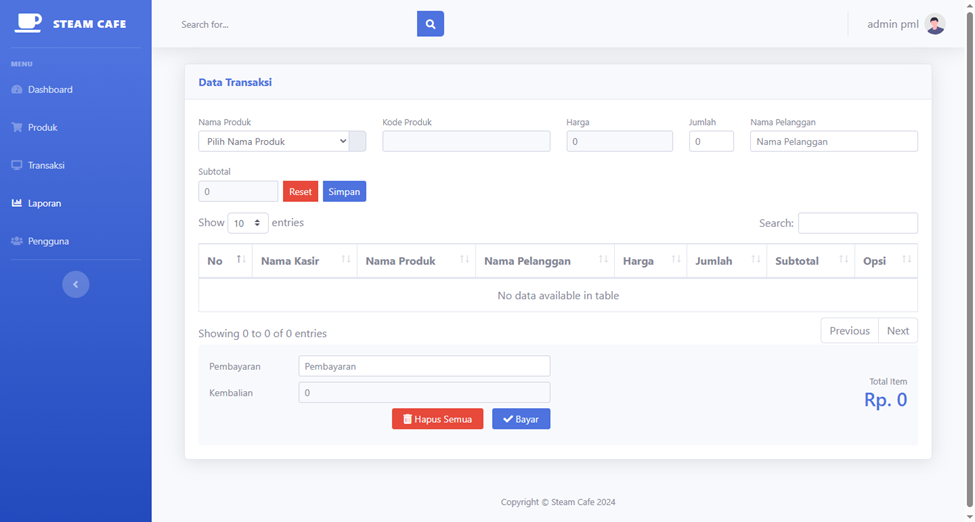 STEAM CAFE
Search for...
admin pml
MENU
Dashboard
Produk
Transaksi
Laporan
Pengguna
Data Transaksi
Nama Produk Kode Produk Harga Jumlah Nama Pelanggan
Pilih Nama Produk 0 0 Nama Pelanggan
Subtotal
0 Reset Simpan
Show 10 entries Search:
No Nama Kasir Nama Produk Nama Pelanggan Harga Jumlah Subtotal Opsi
No data available in table
Showing 0 to 0 of 0 entries Previous Next
Pembayaran Pembayaran
Kembalian 0
Total Item
Rp. 0
Hapus Semua Bayar
Copyright © Steam Cafe 2024